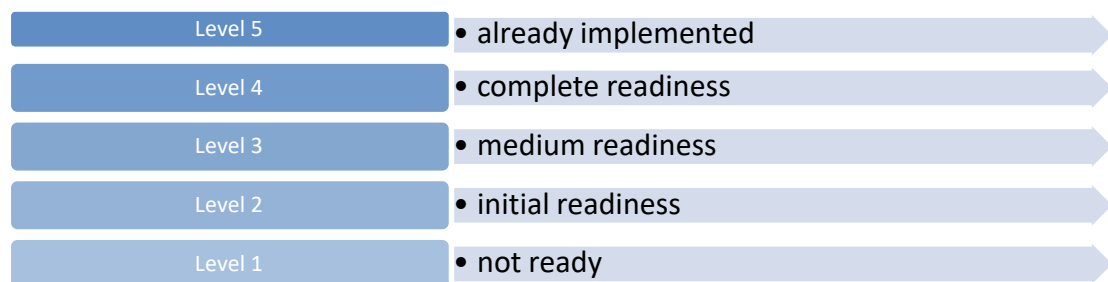 Level 5
• already implemented
Level 4
• complete readiness
Level 3
• medium readiness
Level 2
• initial readiness
Level 1
• not ready